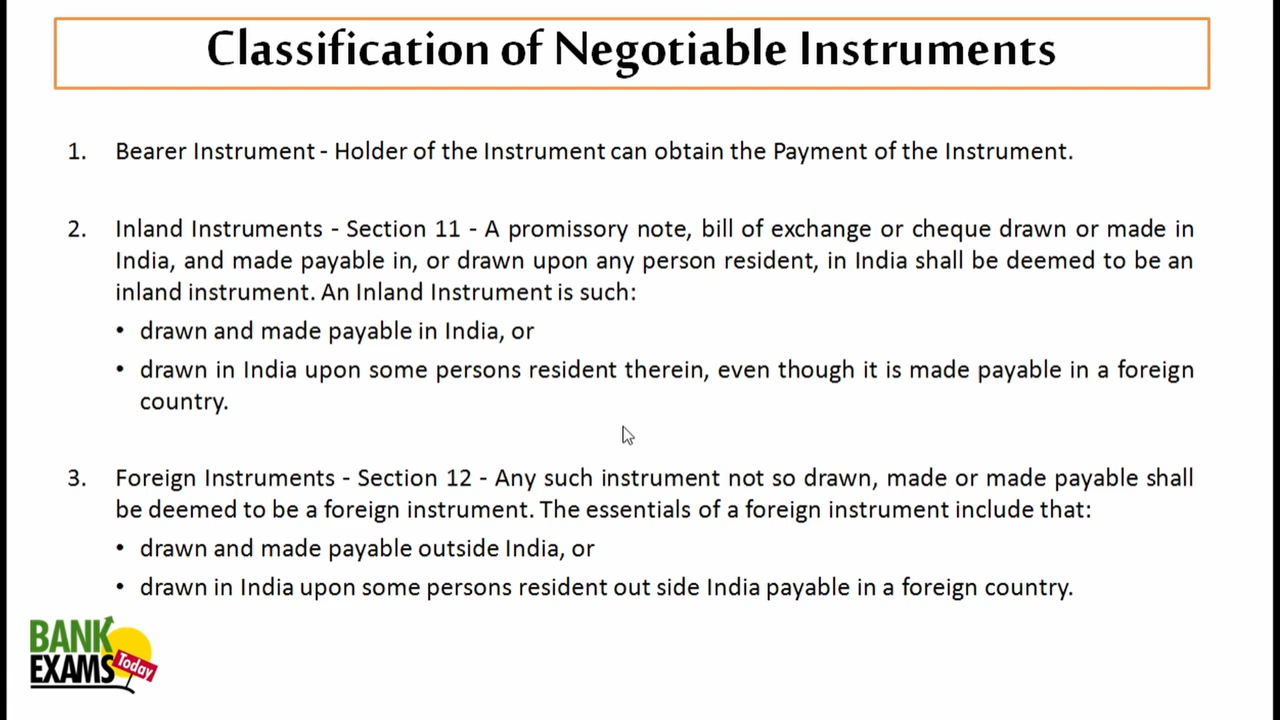 Classification of Negotiable Instruments
1. Bearer Instrument - Holder of the Instrument can obtain the Payment of the Instrument.
2. Inland Instruments - Section 11 - A promissory note, bill of exchange or cheque drawn or made in
India, and made payable in, or drawn upon any person resident, in India shall be deemed to be an
inland instrument. An Inland Instrument is such:
• drawn and made payable in India, or
• drawn in India upon some persons resident therein, even though it is made payable in a foreign
country.
3. Foreign Instruments - Section 12 - Any such instrument not so drawn, made or made payable shall
be deemed to be a foreign instrument. The essentials of a foreign instrument include that:
• drawn and made payable outside India, or
• drawn in India upon some persons resident out side India payable in a foreign country.
BANK
EXAMS Today